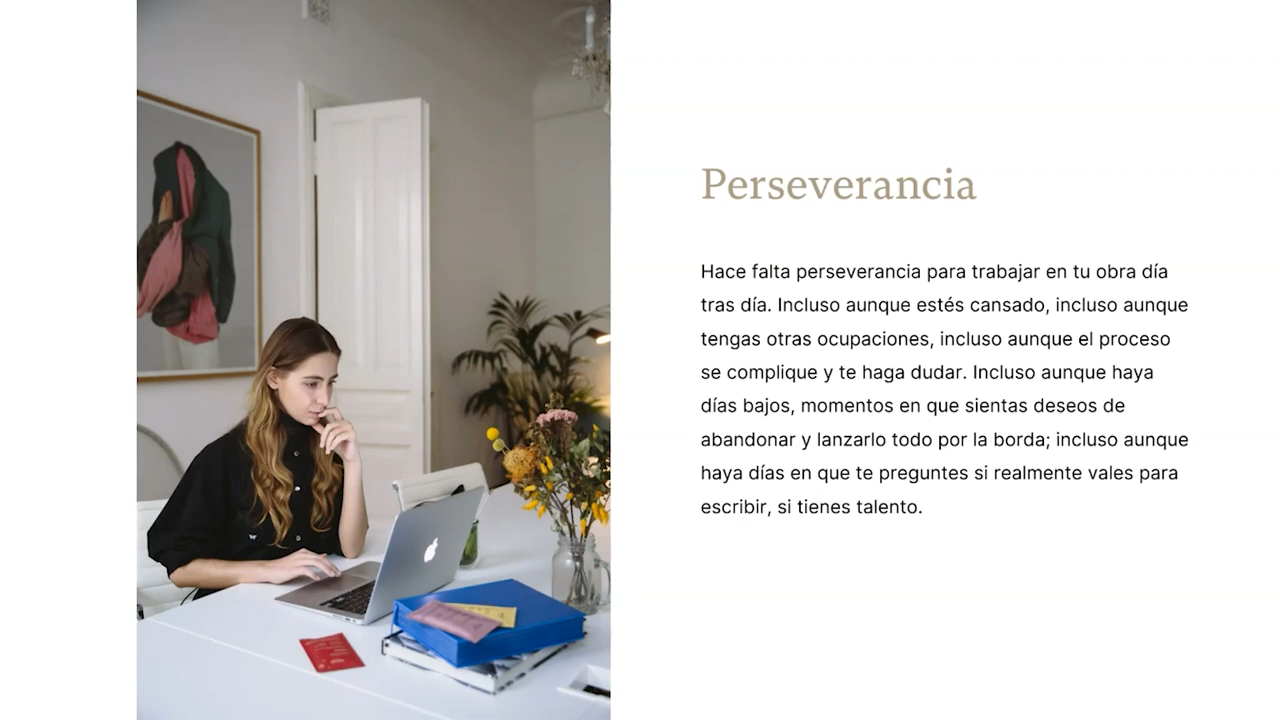 Perseverancia
Hace falta perseverancia para trabajar en tu obra día
tras día. Incluso aunque estés cansado, incluso aunque
tengas otras ocupaciones, incluso aunque el proceso
se complique y te haga dudar. Incluso aunque haya
días bajos, momentos en que sientas deseos de
abandonar y lanzarlo todo por la borda; incluso aunque
haya días en que te preguntes si realmente vales para
escribir, si tienes talento.